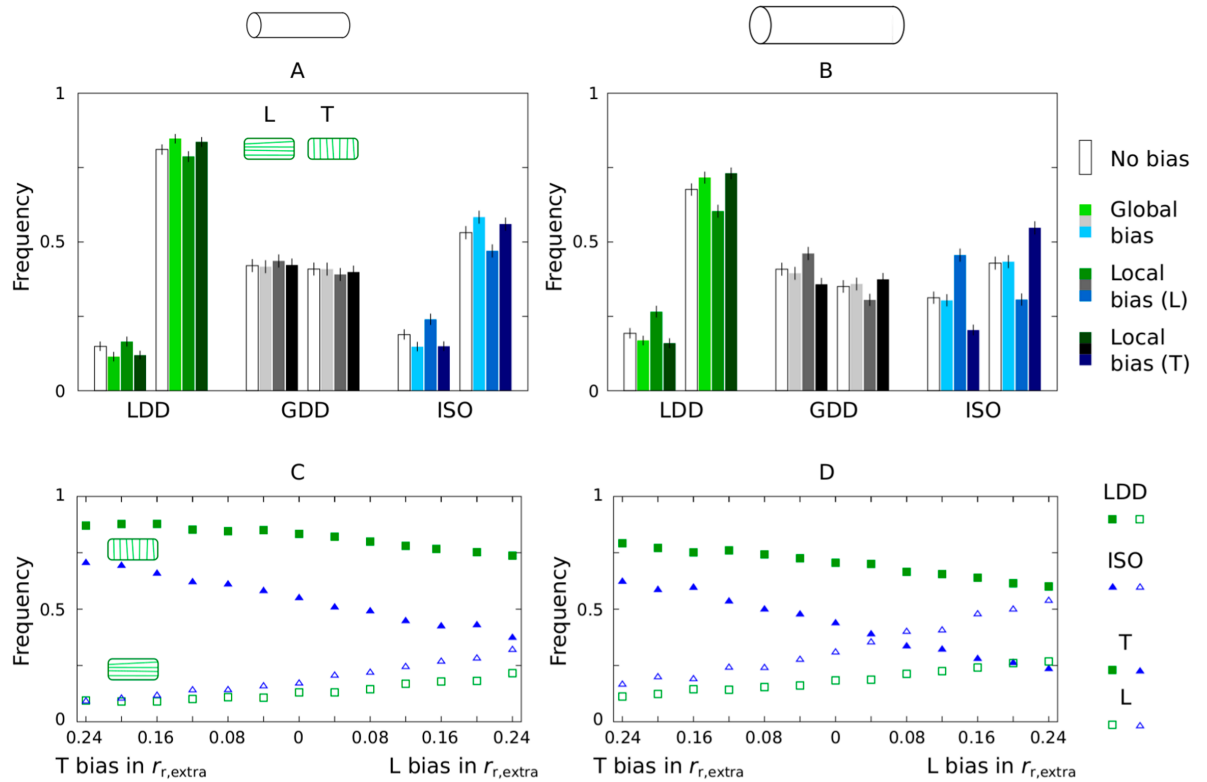 A
B
1
0.5
0
Frequency
L T
LDD GDD ISO
1
0.5
0
Frequency
LDD GDD ISO
No bias
Global
bias
Local
bias (L)
Local
bias (T)
C
D
1
0.5
0
Frequency
0.24 0.16 0.08 0 0.08 0.16 0.24
T bias in r_r,extra L bias in r_r,extra
1
0.5
0
Frequency
0.24 0.16 0.08 0 0.08 0.16 0.24
T bias in r_r,extra L bias in r_r,extra
LDD
ISO
T
L